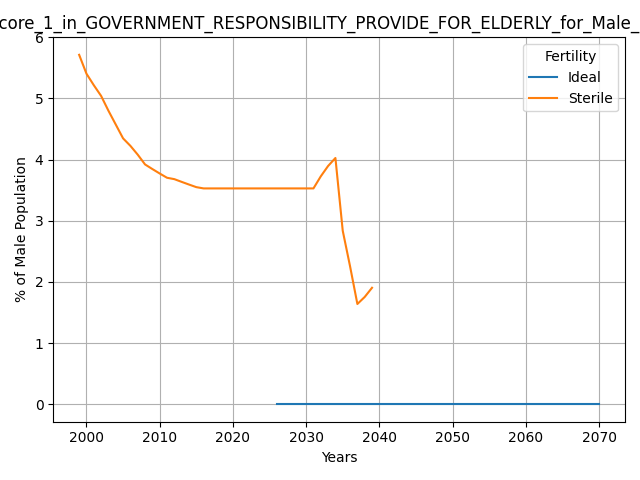 core_1_in_GOVERNMENT_RESPONSIBILITY_PROVIDE_FOR_ELDERLY_for_Male_
6
5
4
3
2
1
0
% of Male Population
Fertility
Ideal
Sterile
2000 2010 2020 2030 2040 2050 2060 2070
Years